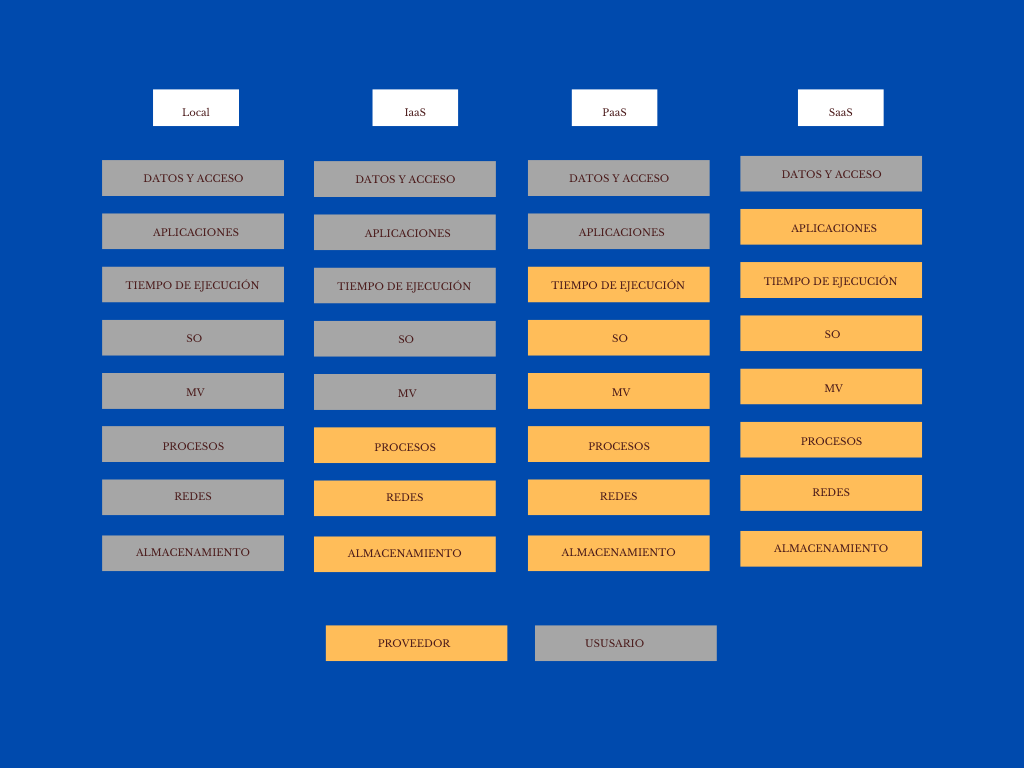 Local
IaaS
PaaS
SaaS
DATOS Y ACCESO
DATOS Y ACCESO
DATOS Y ACCESO
DATOS Y ACCESO
APLICACIONES
APLICACIONES
APLICACIONES
APLICACIONES
TIEMPO DE EJECUCIÓN
TIEMPO DE EJECUCIÓN
TIEMPO DE EJECUCIÓN
TIEMPO DE EJECUCIÓN
SO
SO
SO
SO
MV
MV
MV
MV
PROCESOS
PROCESOS
PROCESOS
PROCESOS
REDES
REDES
REDES
REDES
ALMACENAMIENTO
ALMACENAMIENTO
ALMACENAMIENTO
ALMACENAMIENTO
PROVEEDOR
USUSARIO